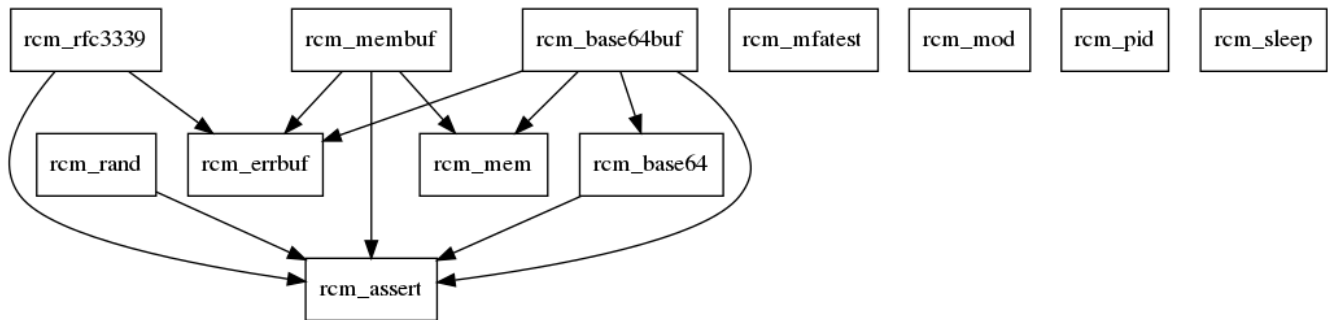 rcm_rfc3339
rcm_membuf
rcm_base64buf
rcm_mfatest
rcm_mod
rcm_pid
rcm_sleep
rcm_rand
rcm_errbuf
rcm_mem
rcm_base64
rcm_assert